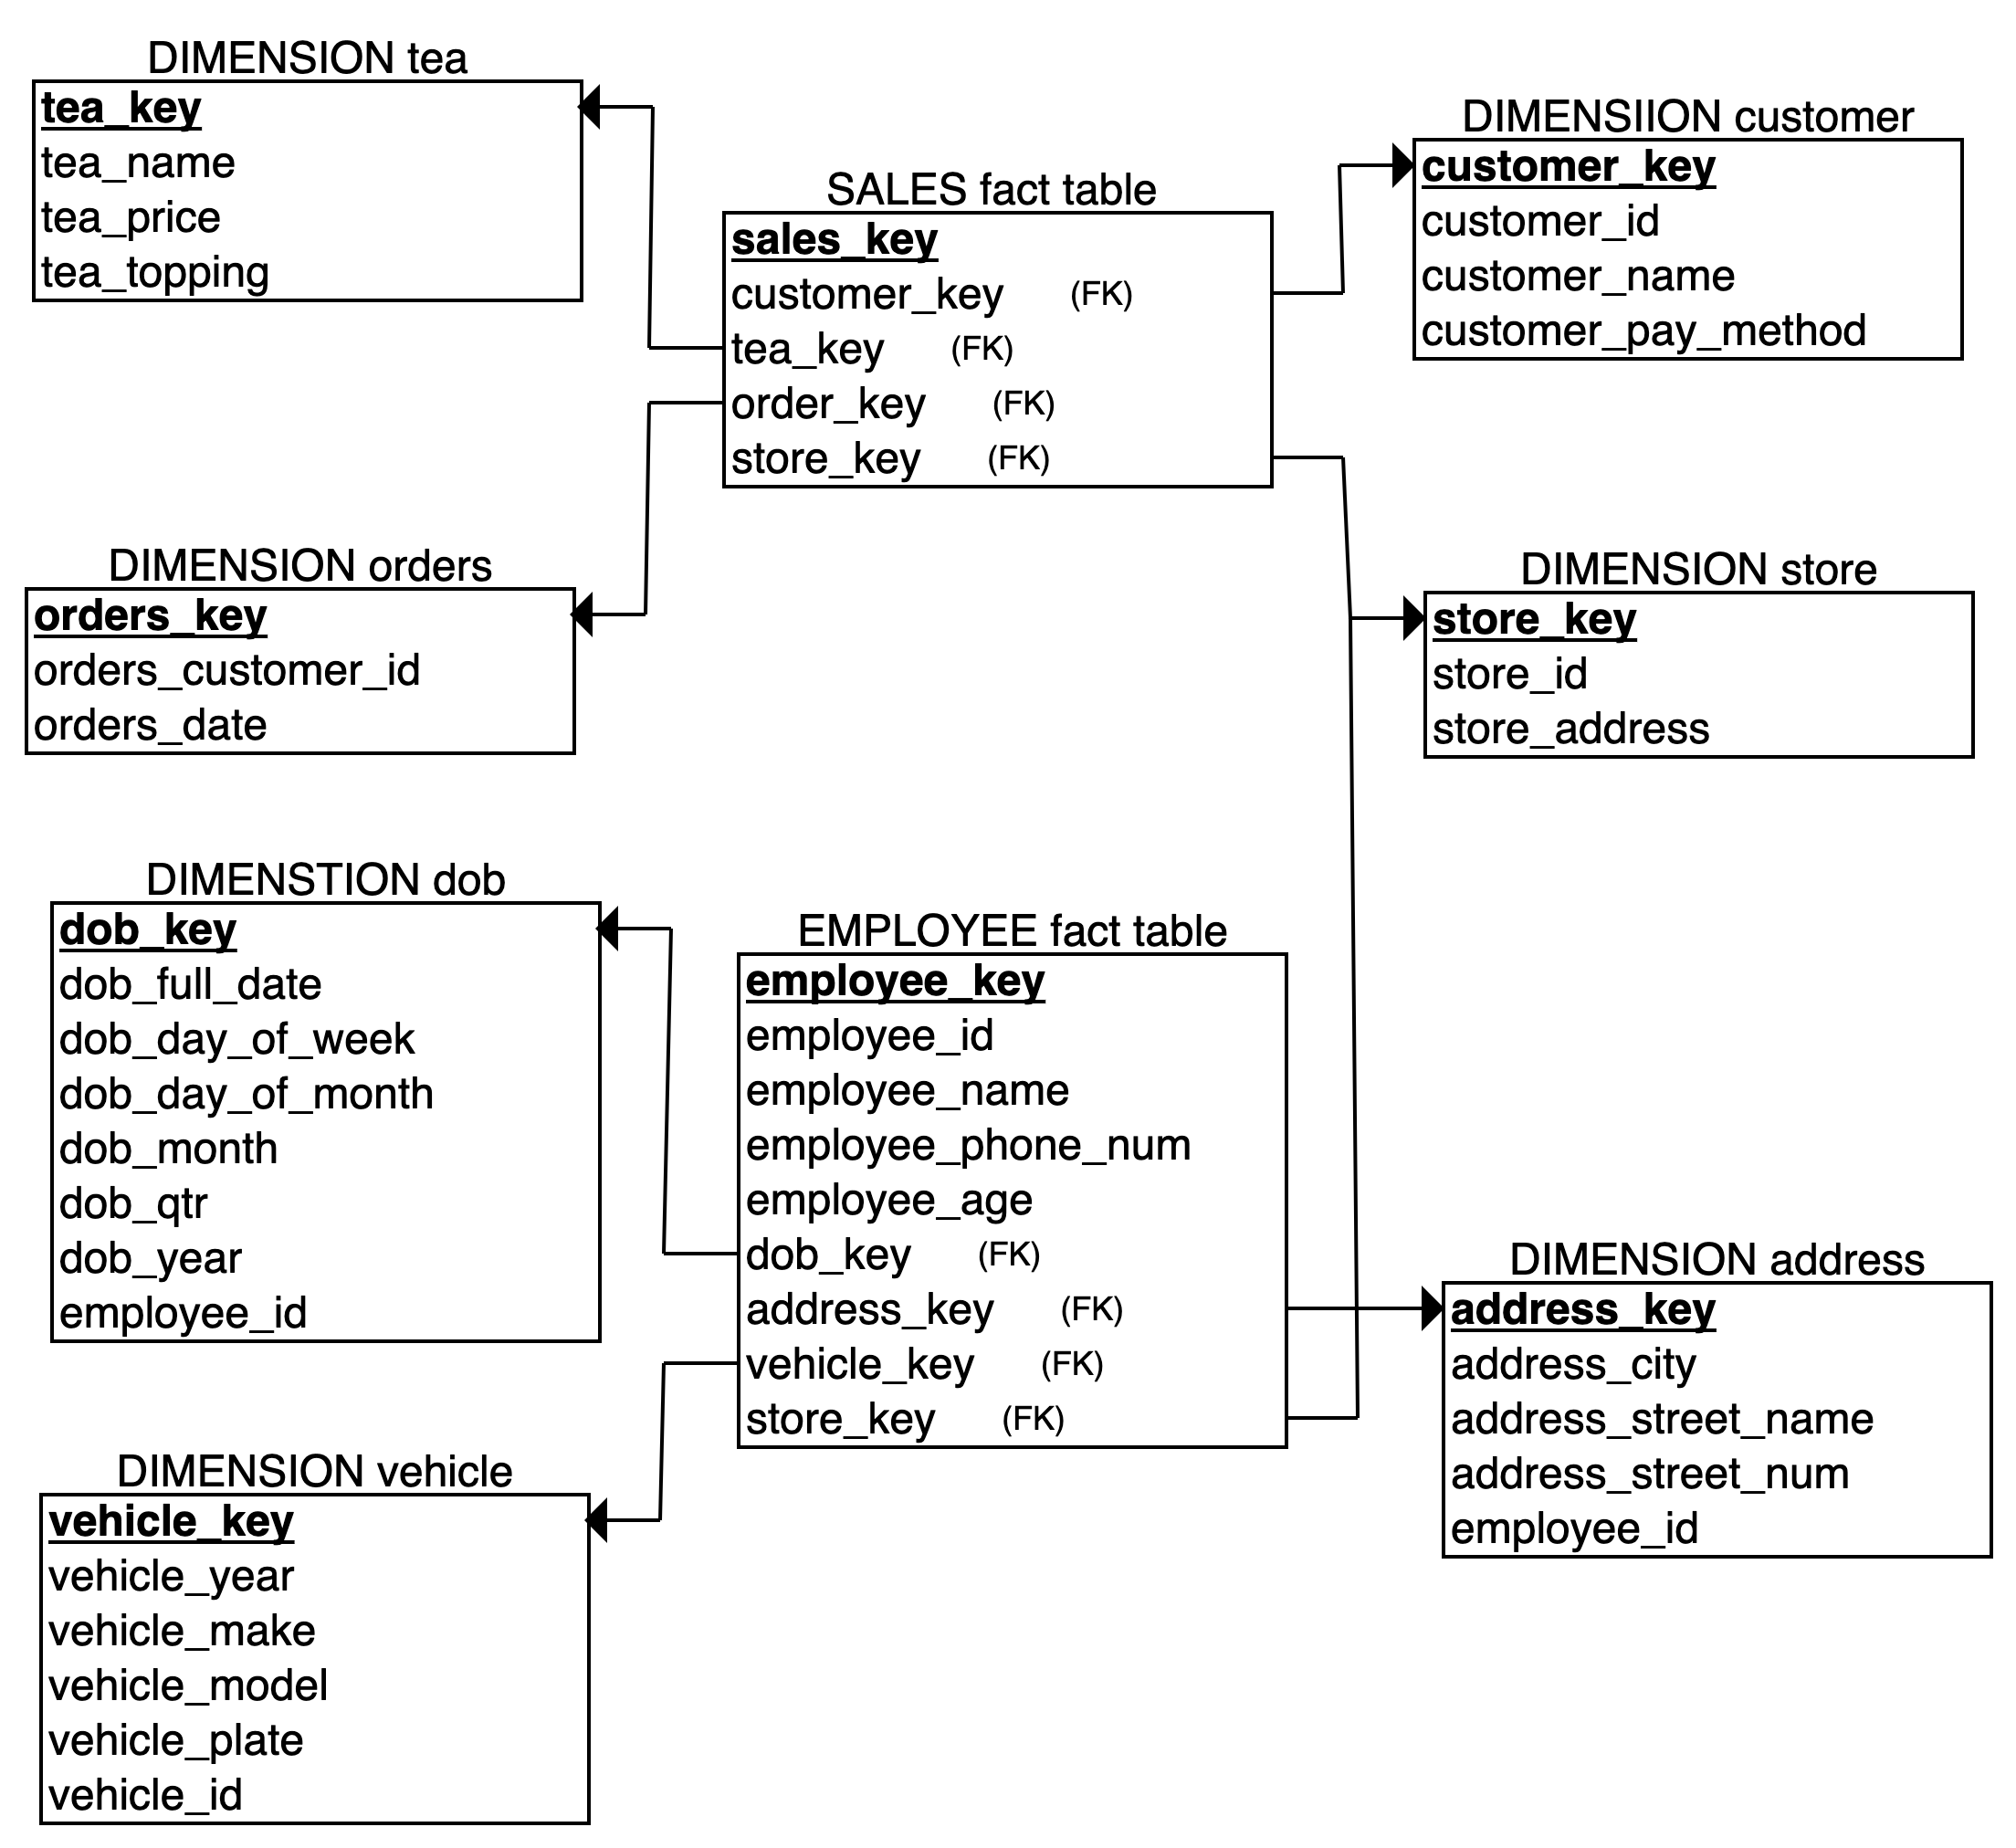 DIMENSION tea
tea_key
tea_name
tea_price
tea_topping
DIMENSIION customer
customer_key
customer_id
customer_name
customer_pay_method
SALES fact table
sales_key
customer_key (FK)
tea_key (FK)
order_key (FK)
store_key (FK)
DIMENSION orders
orders_key
orders_customer_id
orders_date
DIMENSION store
store_key
store_id
store_address
DIMENSTION dob
dob_key
dob_full_date
dob_day_of_week
dob_day_of_month
dob_month
dob_qtr
dob_year
employee_id
EMPLOYEE fact table
employee_key
employee_id
employee_name
employee_phone_num
employee_age
dob_key (FK)
address_key (FK)
vehicle_key (FK)
store_key (FK)
DIMENSION address
address_key
address_city
address_street_name
address_street_num
employee_id
DIMENSION vehicle
vehicle_key
vehicle_year
vehicle_make
vehicle_model
vehicle_plate
vehicle_id